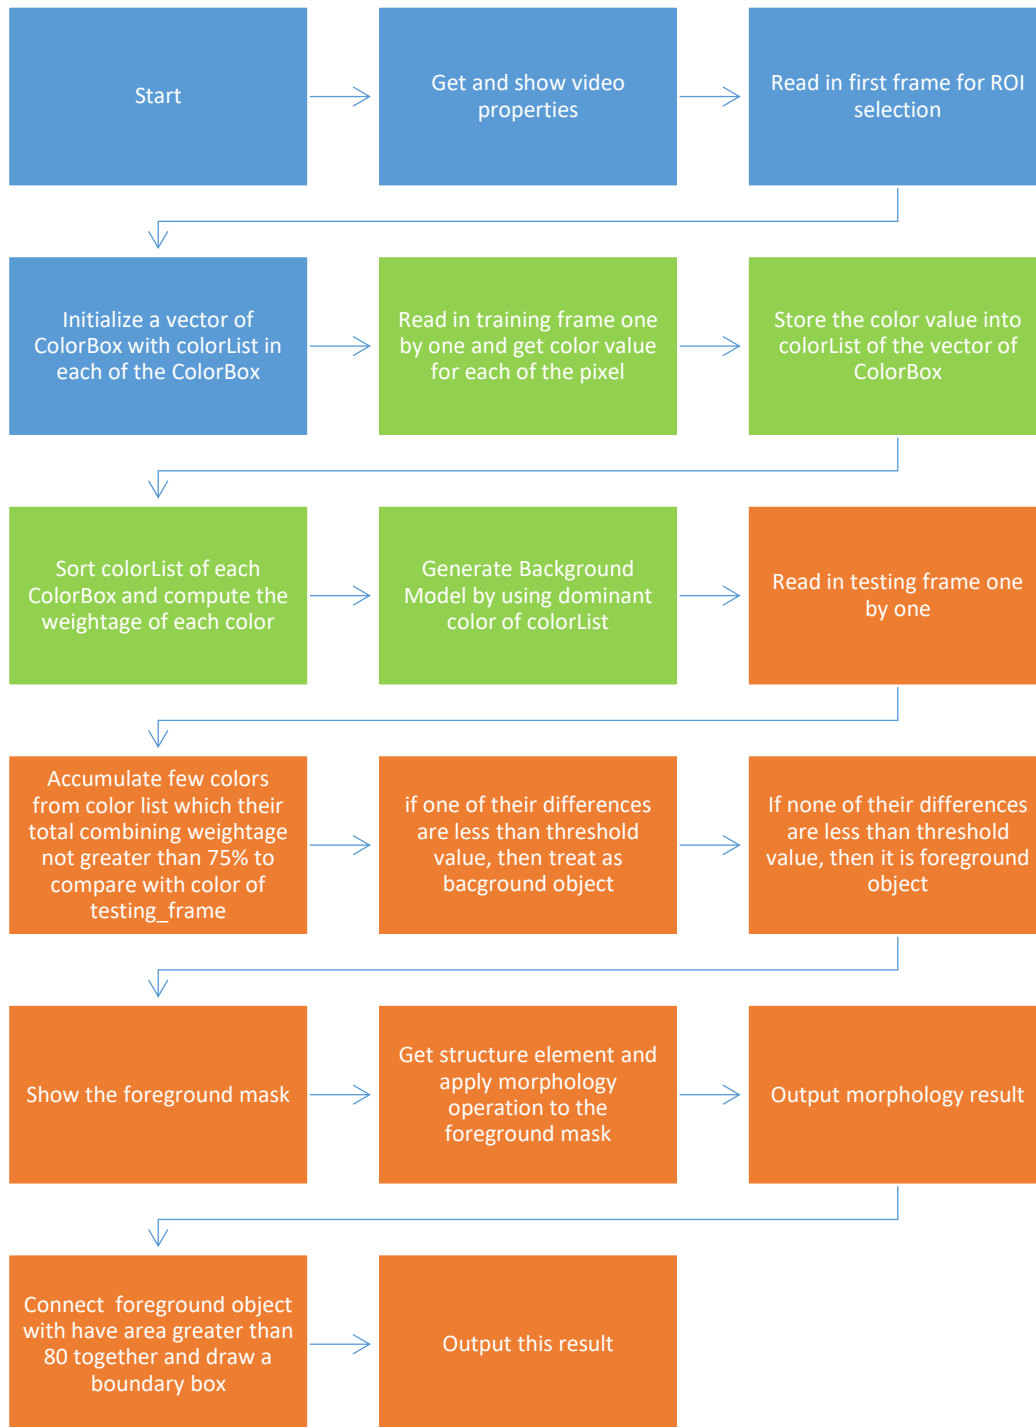 Start
Get and show video
properties
Read in first frame for ROI
selection
Initialize a vector of
ColorBox with colorList in
each of the ColorBox
Read in training frame one
by one and get color value
for each of the pixel
Store the color value into
colorList of the vector of
ColorBox
Sort colorList of each
ColorBox and compute the
weightage of each color
Generate Background
Model by using dominant
color of colorList
Read in testing frame one
by one
Accumulate few colors
from color list which their
total combining weightage
not greater than 75% to
compare with color of
testing_frame
if one of their differences
are less than threshold
value, then treat as
bacground object
If none of their differences
are less than threshold
value, then it is foreground
object
Show the foreground mask
Get structure element and
apply morphology
operation to the
foreground mask
Output morphology result
Connect  foreground object
with have area greater than
80 together and draw a
boundary box
Output this result